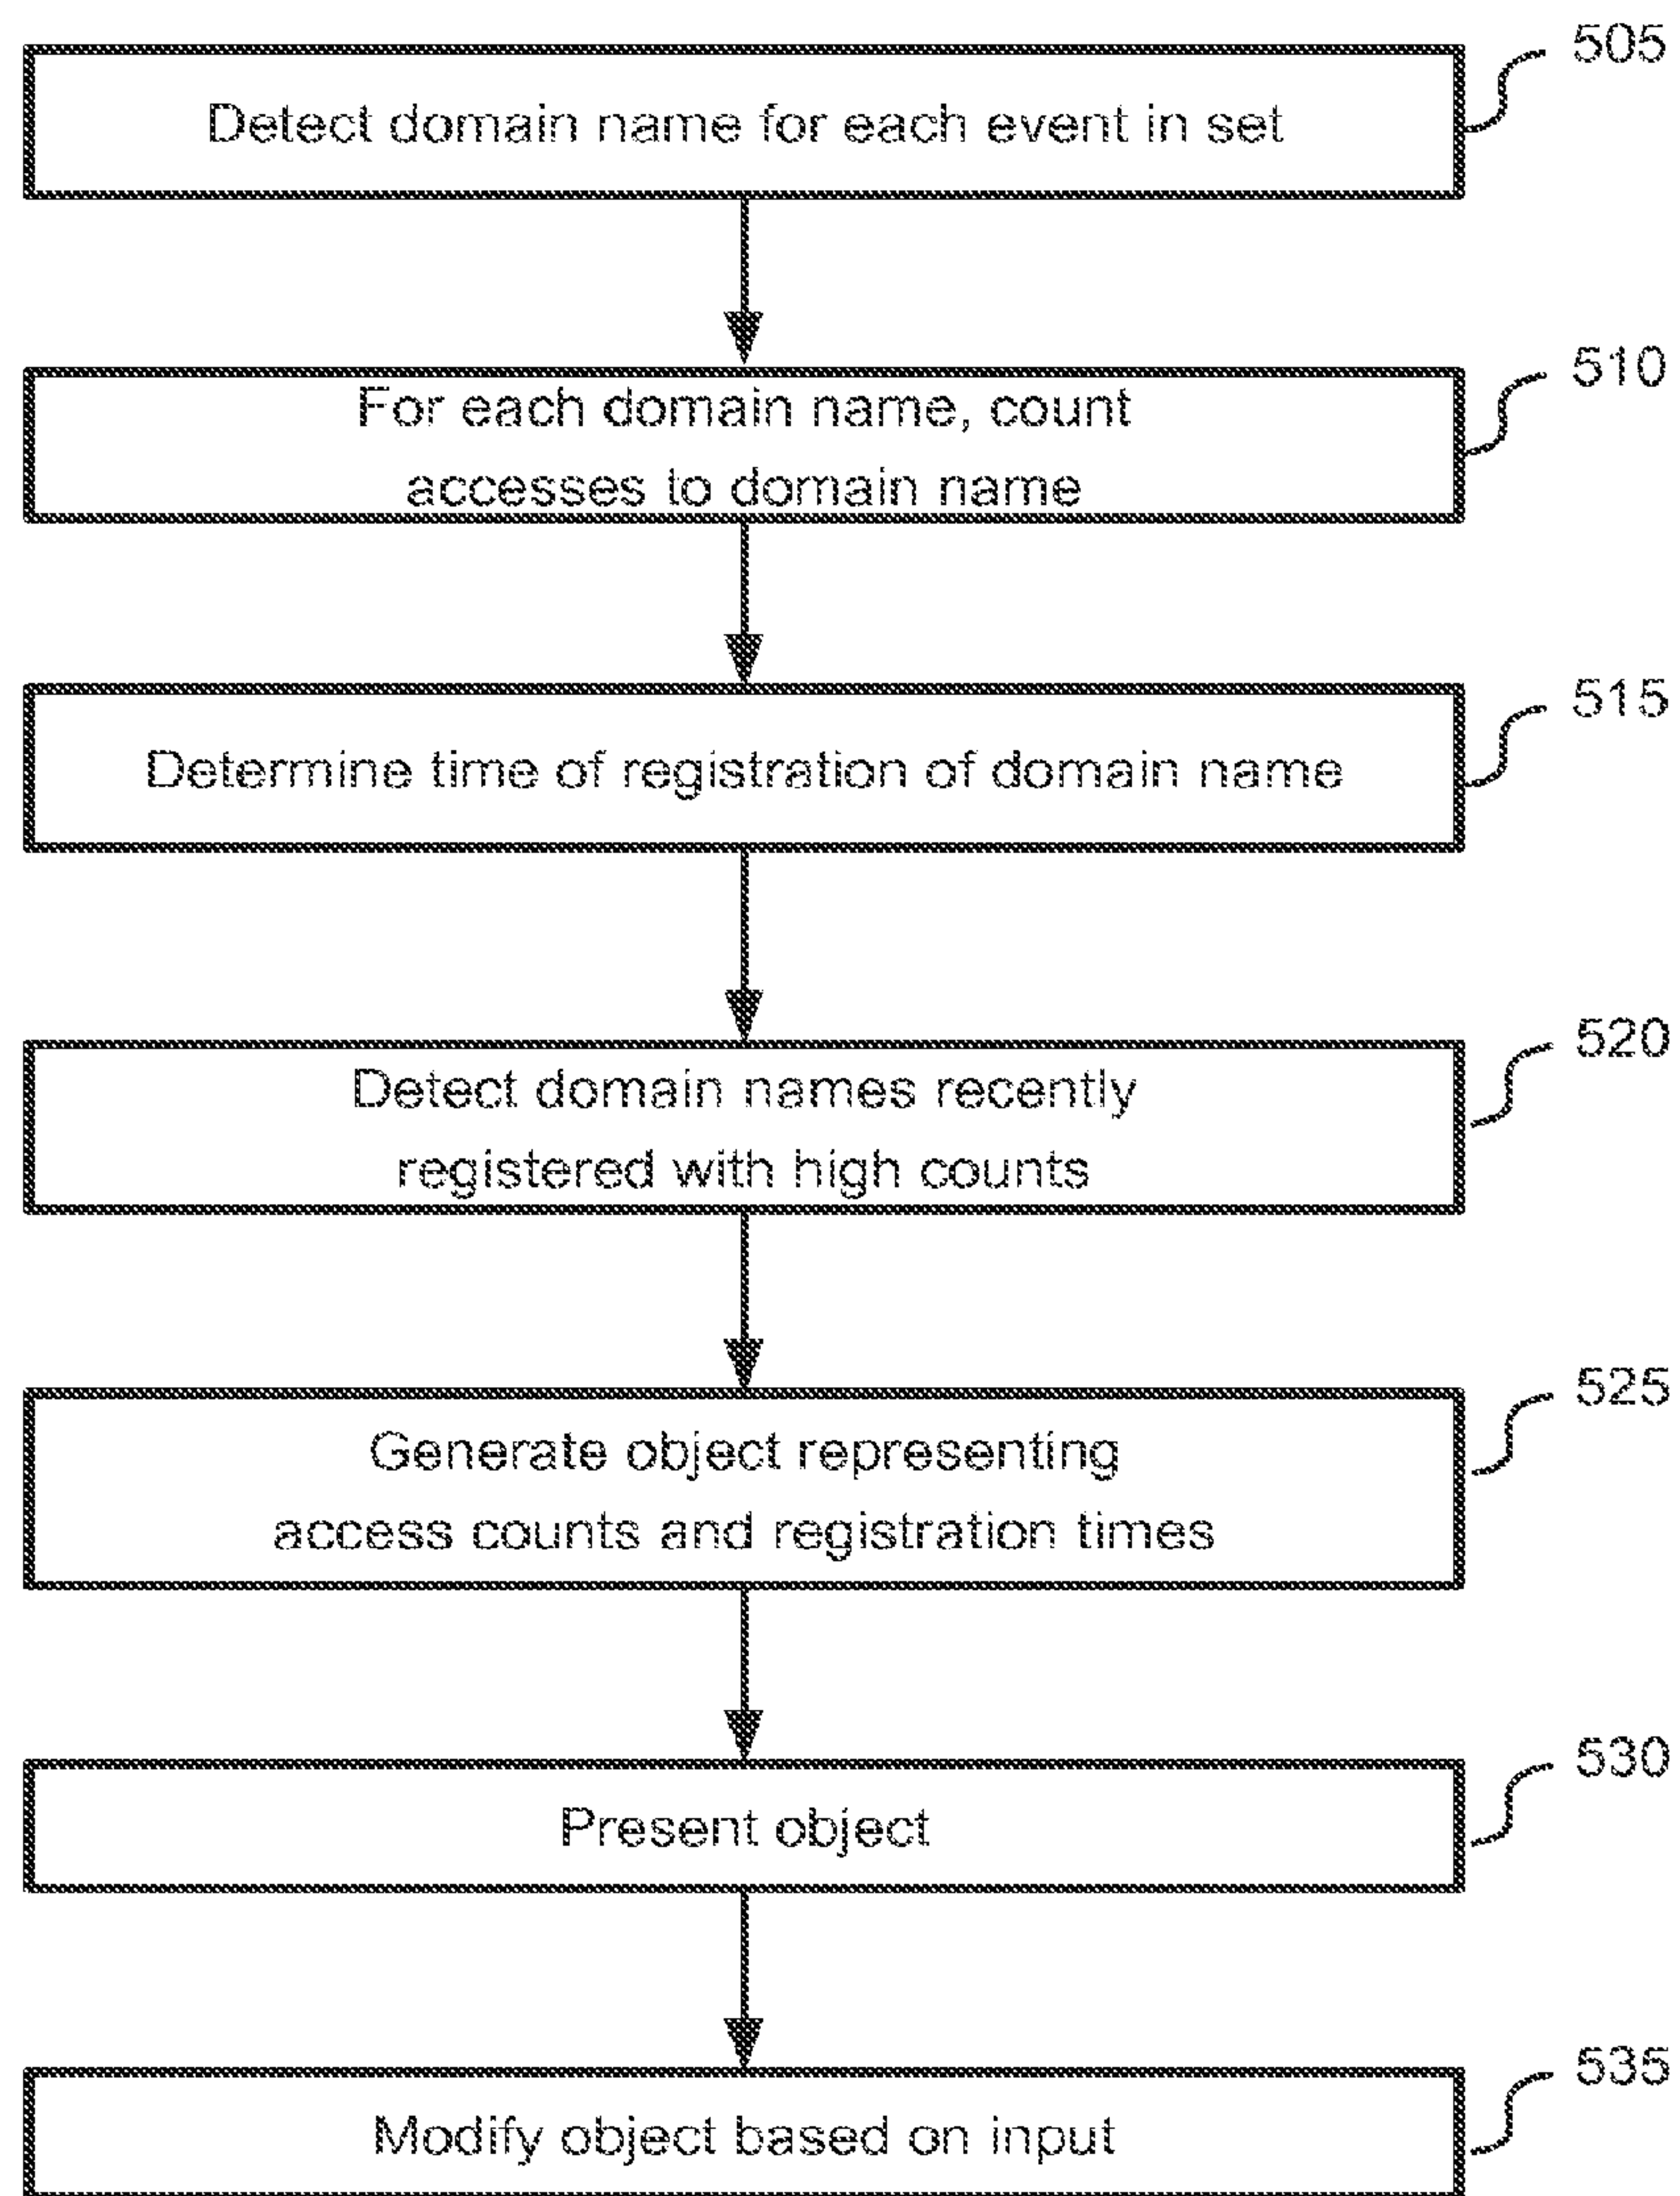 505
Detect domain name for each event in set
510
For each domain name, count
accesses to domain name
515
Determine time of registration of domain name
520
Detect domain names recently
registered with high counts
525
Generate object representing
access counts and registration times
530
Present object
535
Modify object based on input